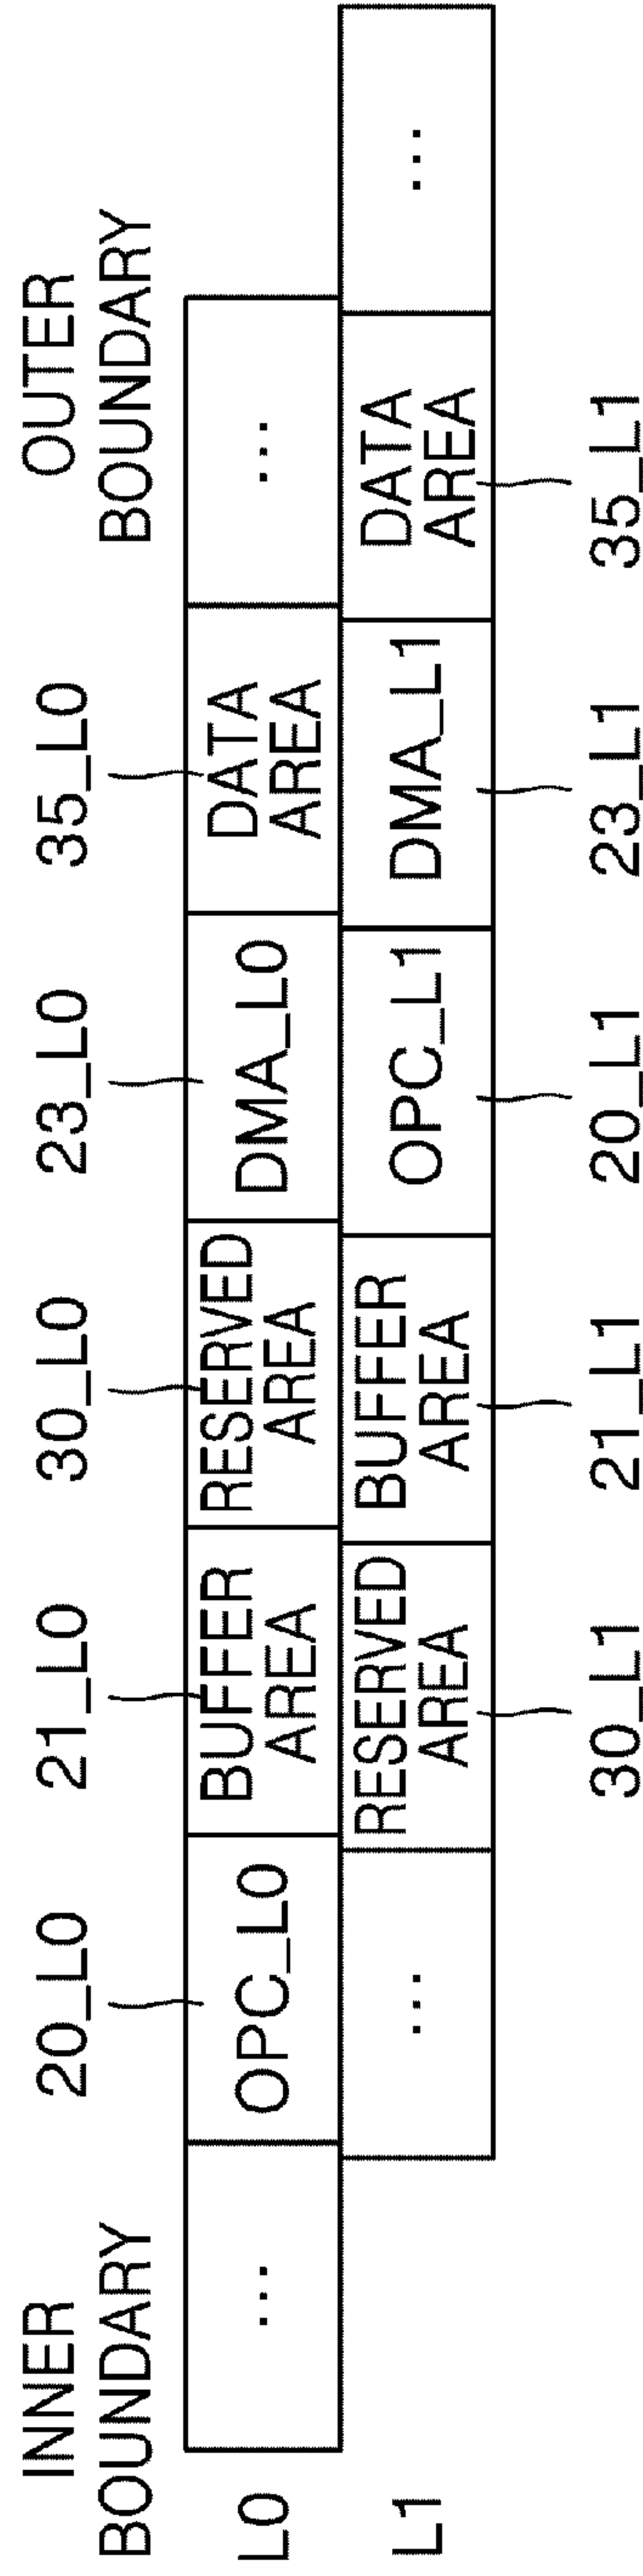 INNER
BOUNDARY
OUTER
BOUNDARY
20_L0
21_L0
30_L0
23_L0
35_L0
L0
...
OPC_L0
BUFFER
AREA
RESERVED
AREA
DMA_L0
DATA
AREA
...
L1
...
RESERVED
AREA
BUFFER
AREA
OPC_L1
DMA_L1
DATA
AREA
...
30_L1
21_L1
20_L1
23_L1
35_L1